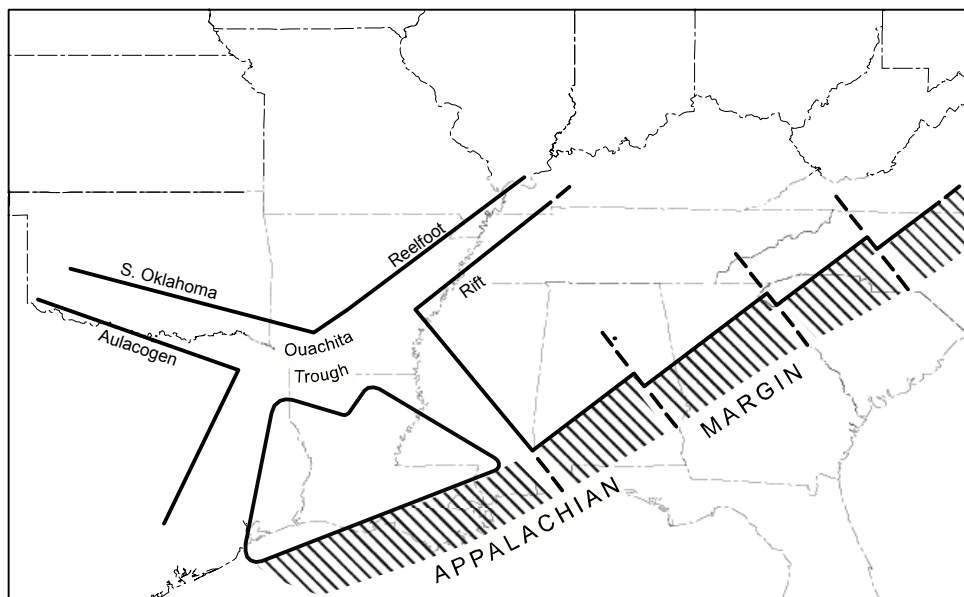 S. Oklahoma
Aulacogen
Reelfoot
Rift
Ouachita
Trough
APPALACHIAN
MARGIN